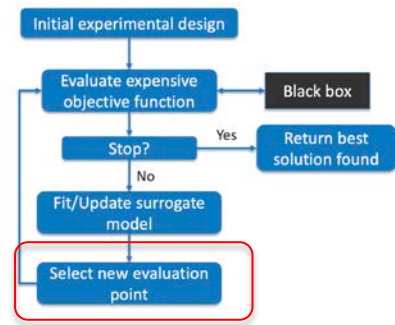 Initial experimental design
Evaluate expensive
objective function
Black box
Stop?
Yes
Return best
solution found
No
Fit/Update surrogate
model
Select new evaluation
point